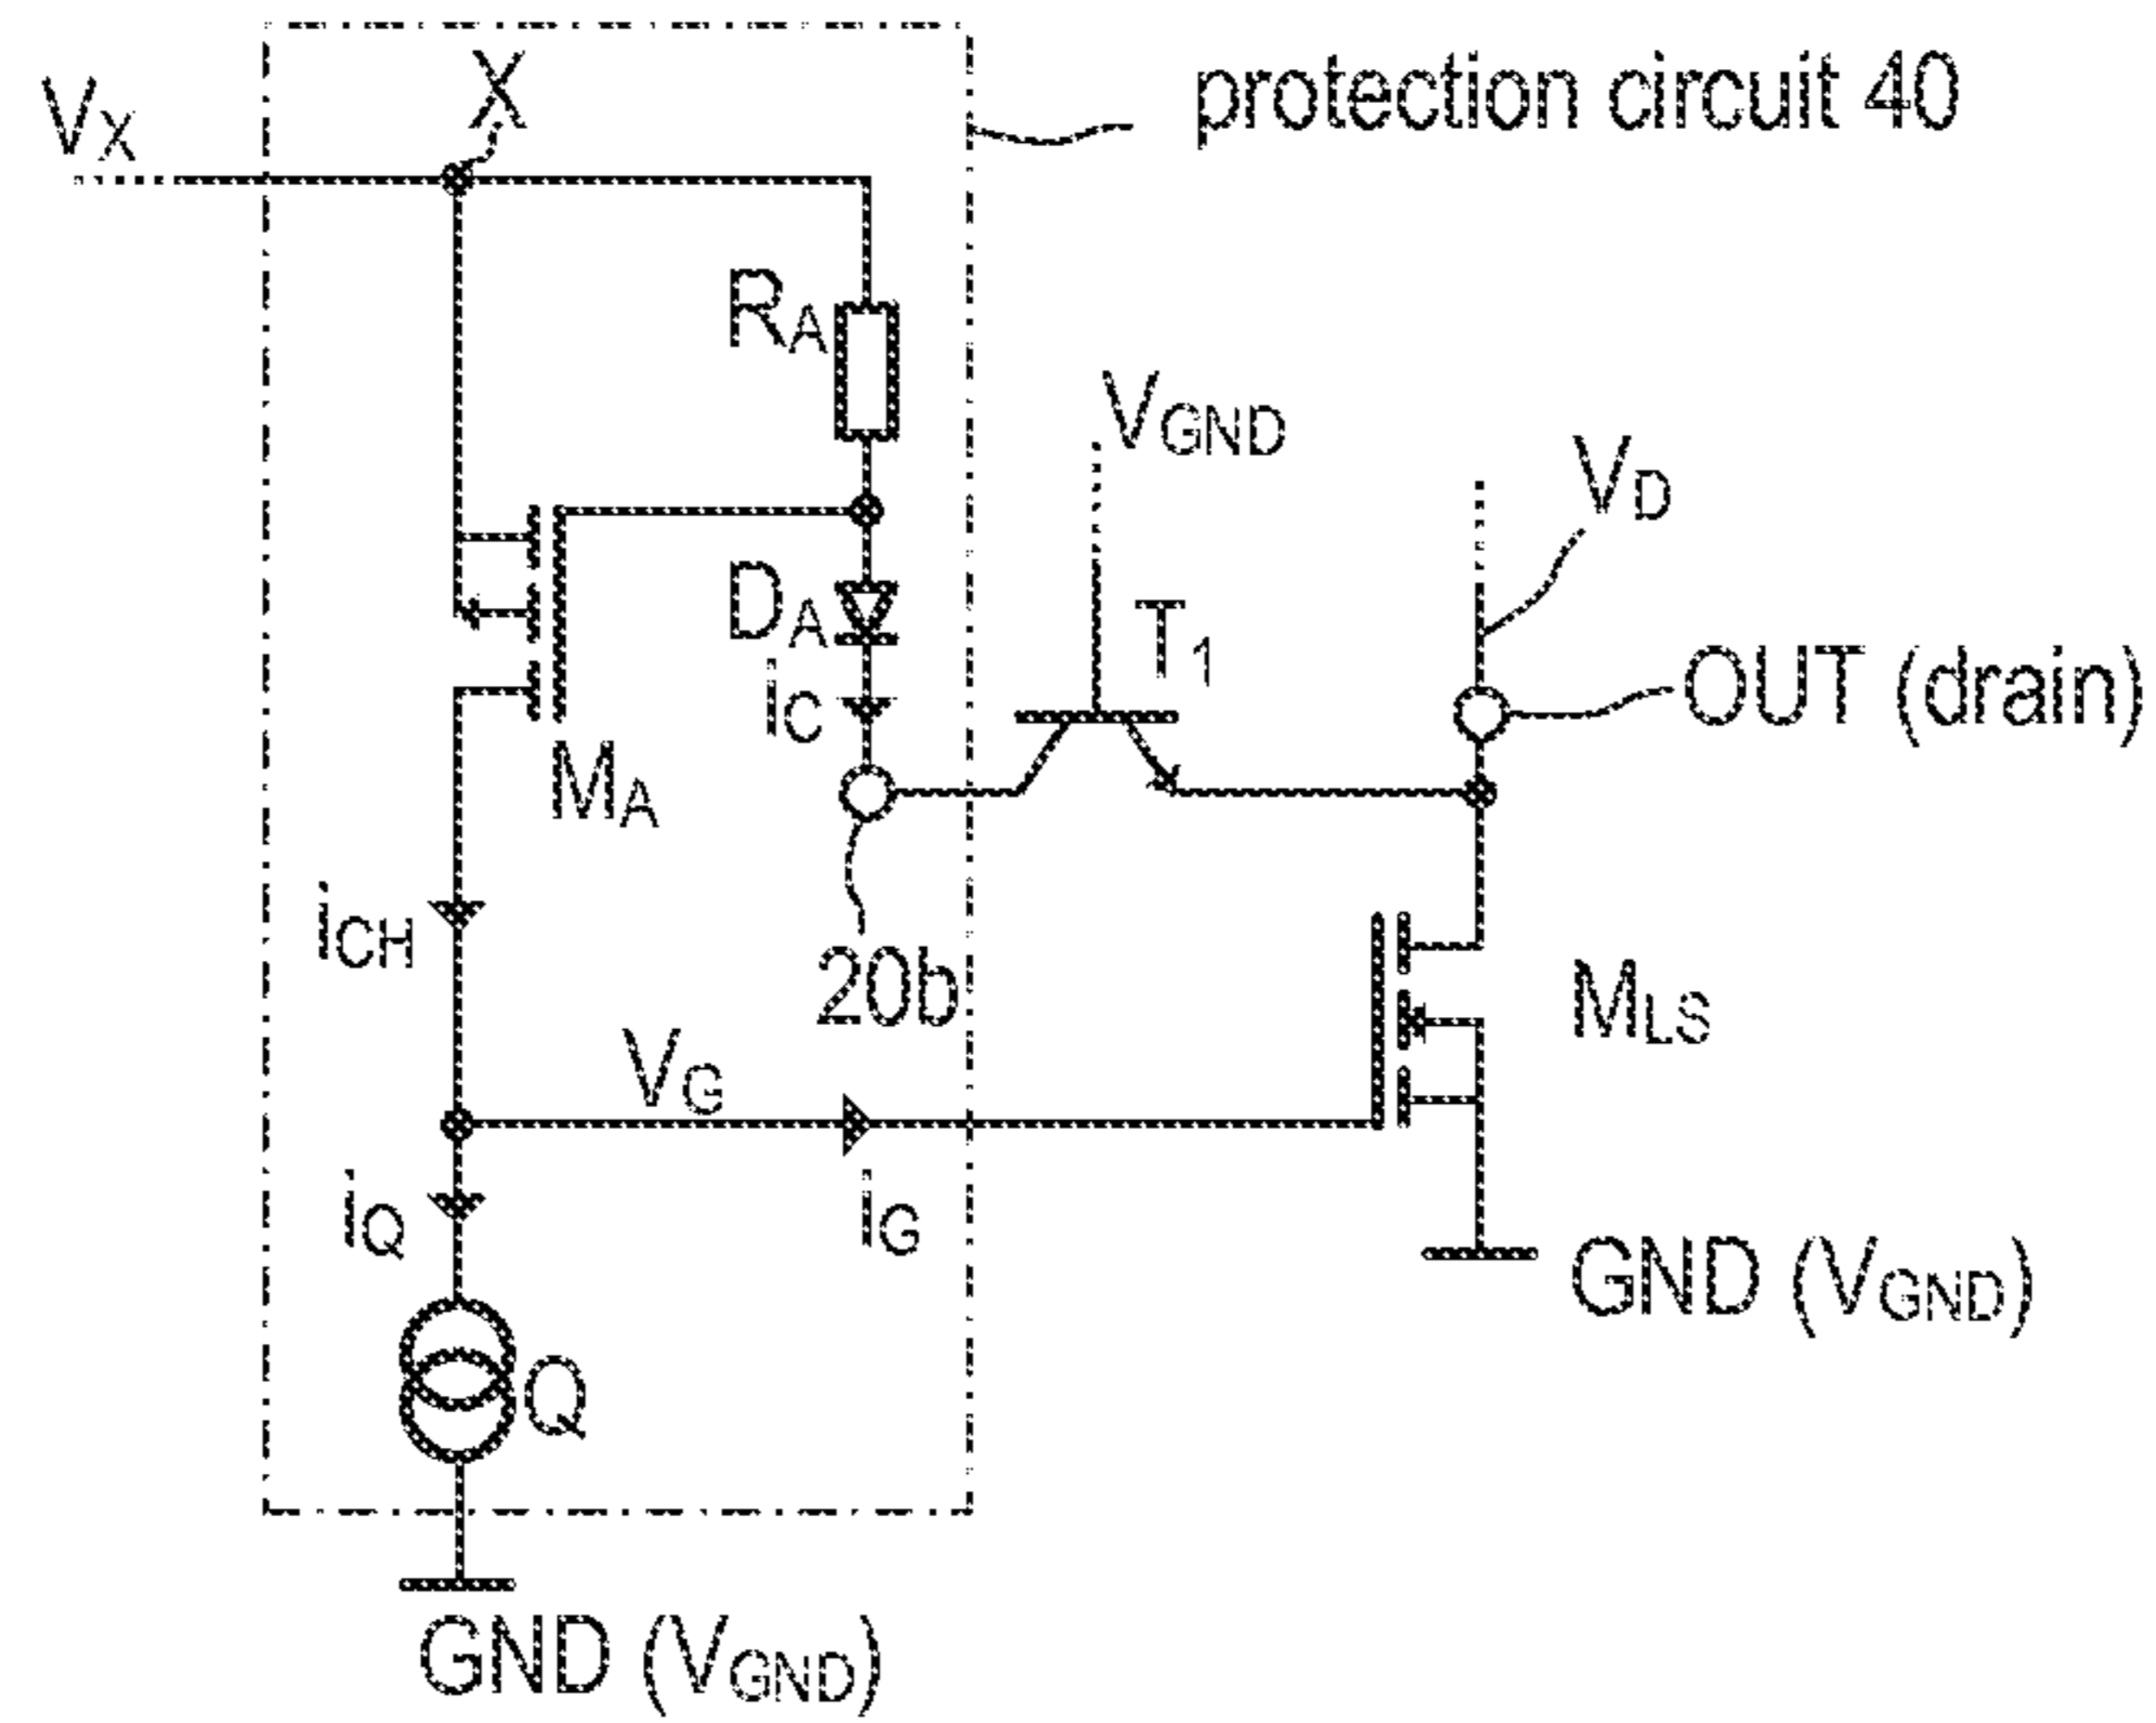 X
protection circuit 40
VX
RA
VGND
VD
DA
T1
iC
OUT (drain)
MA
iCH
20b
MLS
VG
iQ
iG
GND (VGND)
Q
GND (VGND)